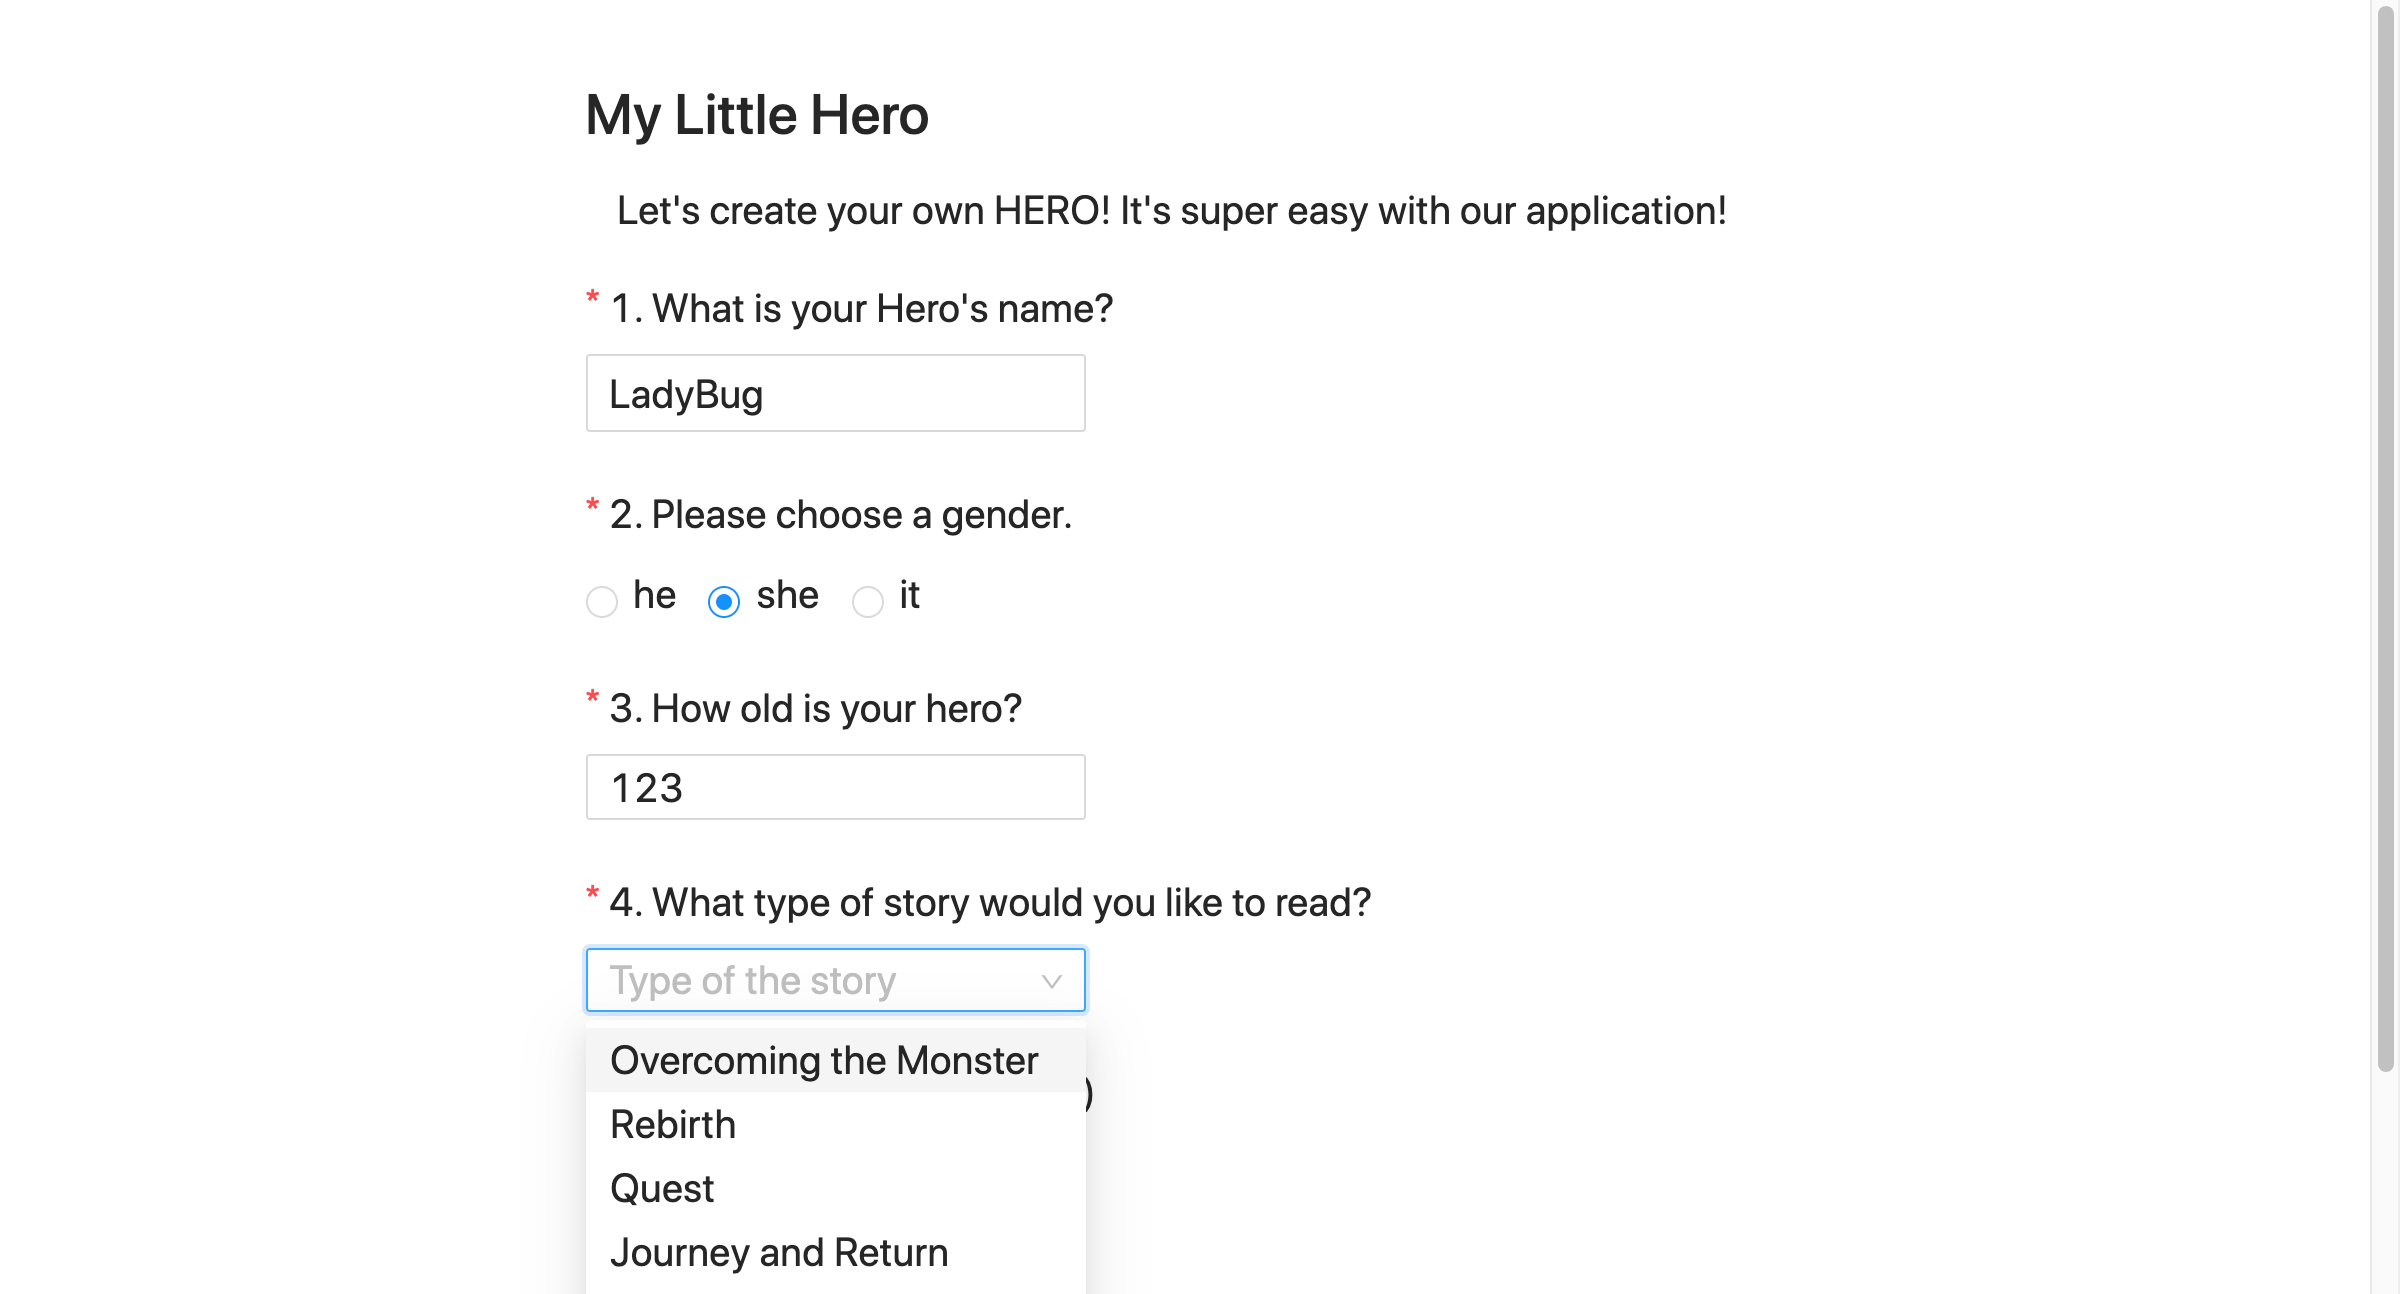 My Little Hero
Let's create your own HERO! It's super easy with our application!
* 1. What is your Hero's name?
LadyBug
* 2. Please choose a gender.
he she it
* 3. How old is your hero?
123
* 4. What type of story would you like to read?
Type of the story
Overcoming the Monster
)
Rebirth
Quest
Journey and Return